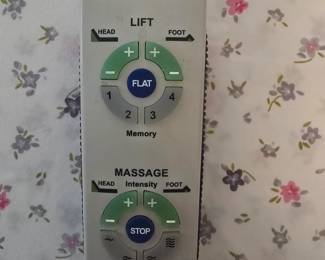 LIFT
HEAD FOOT
+ +
- FLAT -
1 4
2 3
Memory
MASSAGE
HEAD Intensity FOOT
+ +
- STOP -